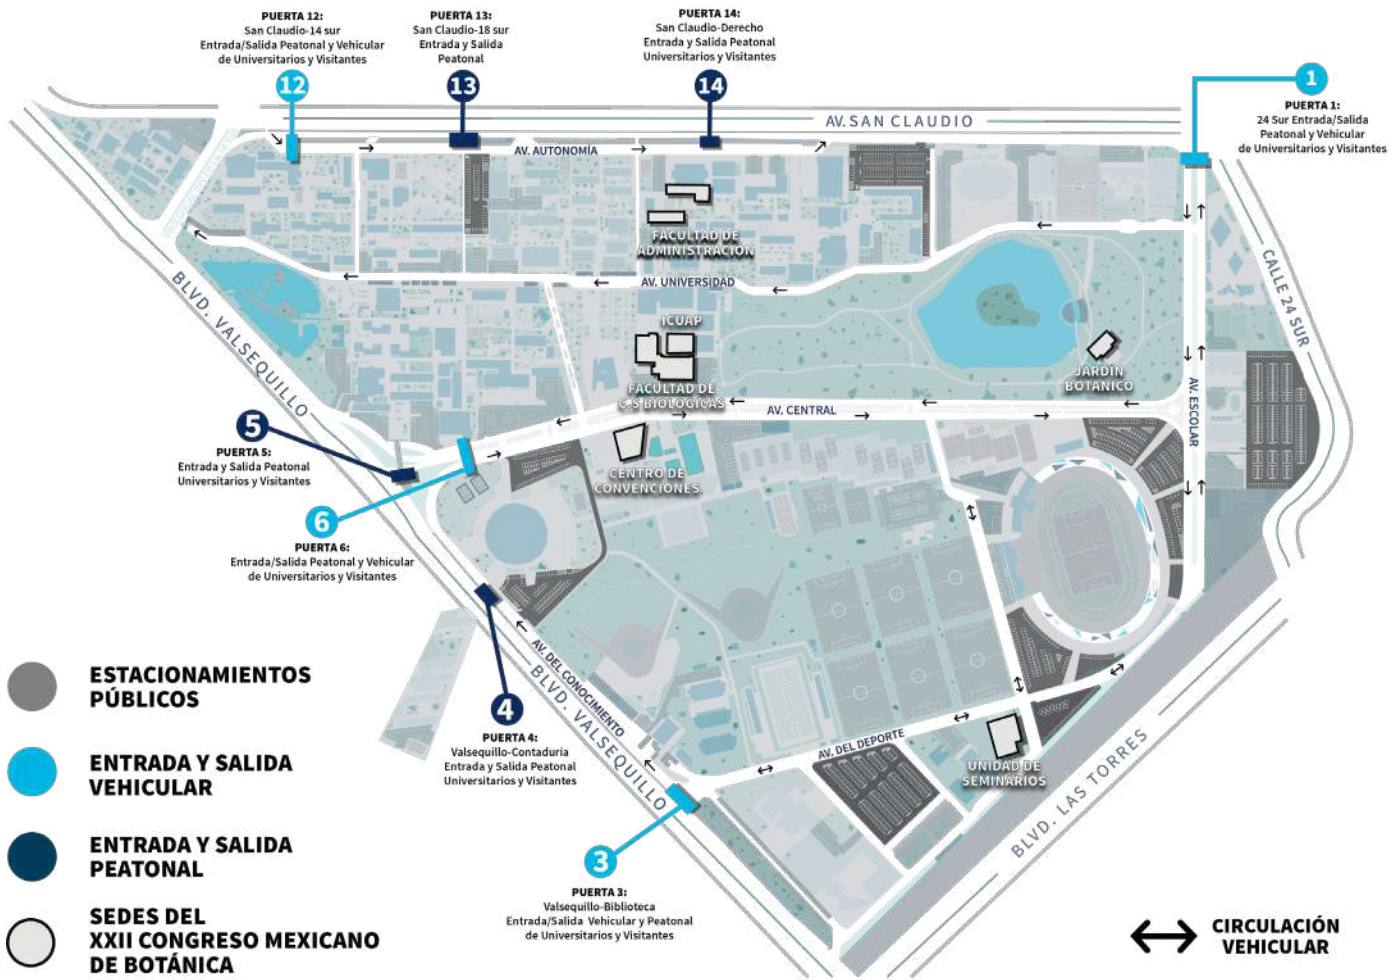 PUERTA 12:
San Claudio-14 sur
Entrada/Salida Peatonal y Vehicular
de Universitarios y Visitantes
12
PUERTA 13:
San Claudio-18 sur
Entrada y Salida
Peatonal
13
PUERTA 14:
San Claudio-Derecho
Entrada y Salida Peatonal
Universitarios y Visitantes
14
1
PUERTA 1:
24 Sur Entrada/Salida
Peatonal y Vehicular
de Universitarios y Visitantes
AV. SAN CLAUDIO
AV. AUTONOMÍA
FACULTAD DE
ADMINISTRACIÓN
AV. UNIVERSIDAD
CALLE 24 SUR
BLVD. VALSEQUILLO
ICUAP
FACULTAD DE
C.S BIOLÓGICAS
JARDÍN
BOTÁNICO
AV. CENTRAL
AV. ESCOLAR
5
PUERTA 5:
Entrada y Salida Peatonal
Universitarios y Visitantes
CENTRO DE
CONVENCIONES
6
PUERTA 6:
Entrada/Salida Peatonal y Vehicular
de Universitarios y Visitantes
AV. DEL CONOCIMIENTO
BLVD. VALSEQUILLO
4
PUERTA 4:
Valsequillo-Contaduría
Entrada y Salida Peatonal
Universitarios y Visitantes
AV. DEL DEPORTE
UNIDAD DE
SEMINARIOS
BLVD. LAS TORRES
3
PUERTA 3:
Valsequillo-Biblioteca
Entrada/Salida Vehicular y Peatonal
de Universitarios y Visitantes
ESTACIONAMIENTOS
PÚBLICOS
ENTRADA Y SALIDA
VEHICULAR
ENTRADA Y SALIDA
PEATONAL
SEDES DEL
XXII CONGRESO MEXICANO
DE BOTÁNICA
CIRCULACIÓN
VEHICULAR